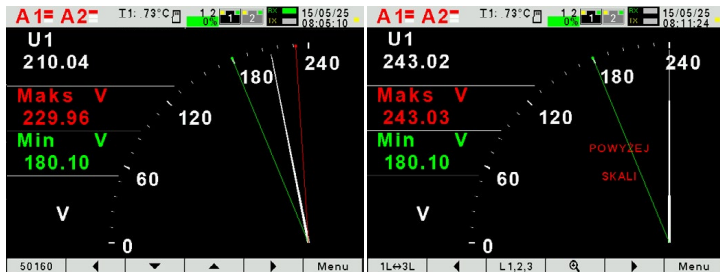 A1 A2 T1: 73°C 1,2 0% 1 2 RX TX 15/05/25 08:05:10
U1
210.04
Maks V
229.96
Min V
180.10
V
0
60
120
180
240
50160 Menu
A1 A2 T1: 73°C 1,2 0% 1 2 RX TX 15/05/25 08:11:24
U1
243.02
Maks V
243.03
Min V
180.10
V
0
60
120
180
240
POWYZEJ
SKALI
1L↔3L L1,2,3 Menu